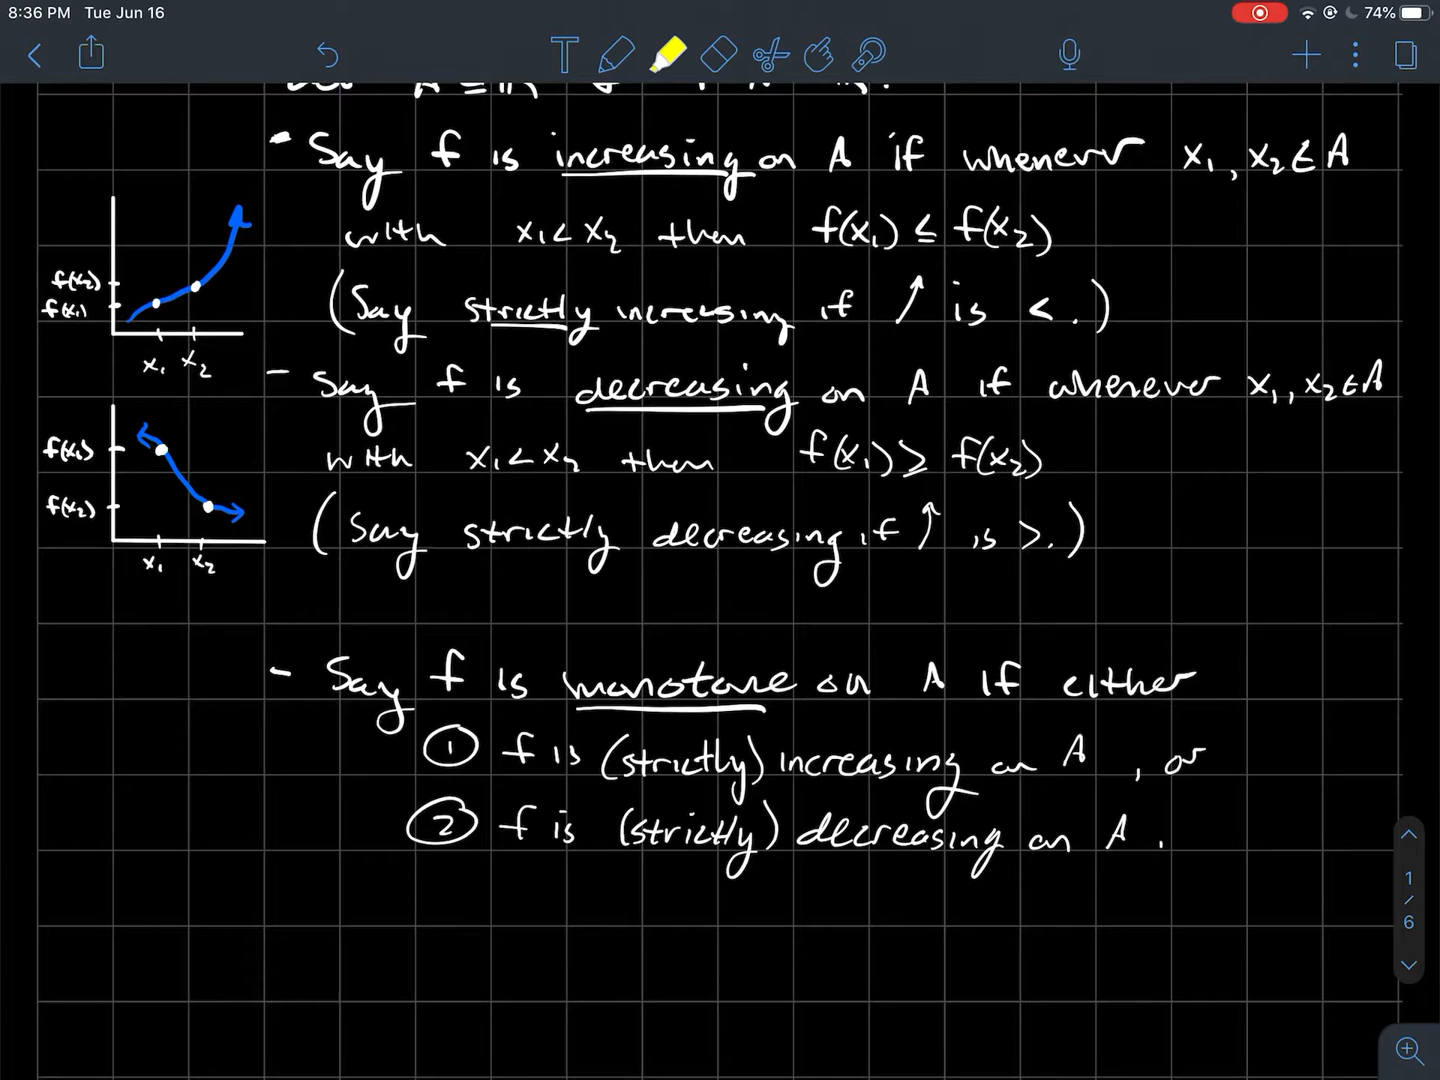 8:36 PM Tue Jun 16
74%
- Say f is increasing on A if whenever x₁, x₂ ∈ A
with x₁ < x₂ then f(x₁) ≤ f(x₂)
(Say strictly increasing if ↑ is <.)
f(x₂)
f(x₁)
x₁ x₂
- Say f is decreasing on A if whenever x₁, x₂ ∈ A
with x₁ < x₂ then f(x₁) ≥ f(x₂)
(Say strictly decreasing if ↑ is >.)
f(x₁)
f(x₂)
x₁ x₂
- Say f is monotone on A if either
① f is (strictly) increasing on A, or
② f is (strictly) decreasing on A.
1
/
6